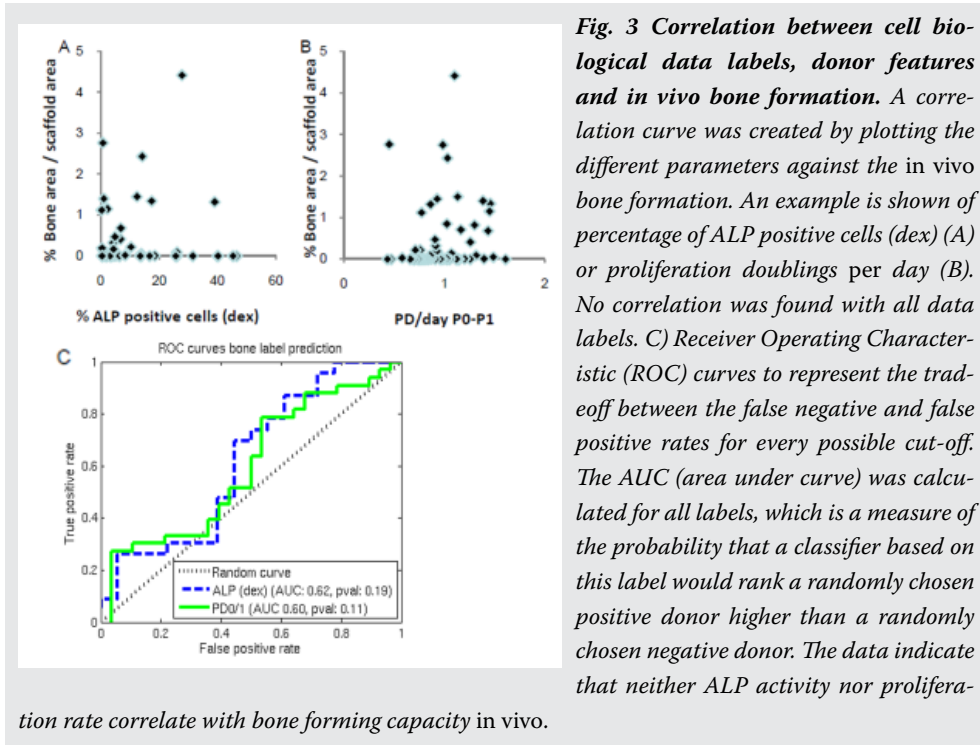 A
B
5
4
3
2
1
0
% Bone area / scaffold area
0 20 40 60
% ALP positive cells (dex)
5
4
3
2
1
0
% Bone area / scaffold area
0 1 2
PD/day P0-P1
C
ROC curves bone label prediction
1
0.8
0.6
0.4
0.2
0
True positive rate
Random curve
ALP (dex) (AUC: 0.62, pval: 0.19)
PD0/1 (AUC 0.60, pval: 0.11)
0 0.2 0.4 0.6 0.8 1
False positive rate
Fig. 3 Correlation between cell bio-
logical data labels, donor features
and in vivo bone formation. A corre-
lation curve was created by plotting the
different parameters against the in vivo
bone formation. An example is shown of
percentage of ALP positive cells (dex) (A)
or proliferation doublings per day (B).
No correlation was found with all data
labels. C) Receiver Operating Character-
istic (ROC) curves to represent the trad-
eoff between the false negative and false
positive rates for every possible cut-off.
The AUC (area under curve) was calcu-
lated for all labels, which is a measure of
the probability that a classifier based on
this label would rank a randomly chosen
positive donor higher than a randomly
chosen negative donor. The data indicate
that neither ALP activity nor prolifera-
tion rate correlate with bone forming capacity in vivo.